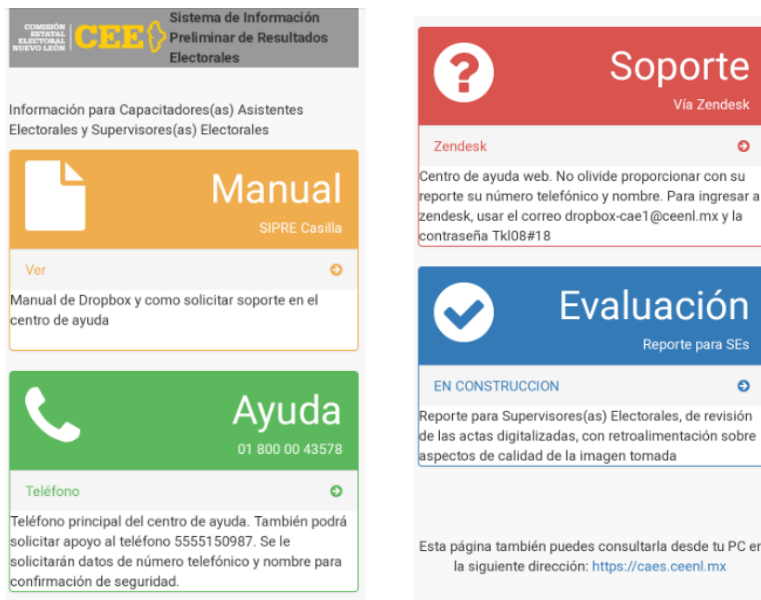 COMISIÓN
ESTATAL
ELECTORAL
NUEVO LEÓN
CEE
Sistema de Información
Preliminar de Resultados
Electorales
Información para Capacitadores(as) Asistentes
Electorales y Supervisores(as) Electorales
Manual
SIPRE Casilla
Ver
Manual de Dropbox y como solicitar soporte en el
centro de ayuda
Ayuda
01 800 00 43578
Teléfono
Teléfono principal del centro de ayuda. También podrá
solicitar apoyo al teléfono 5555150987. Se le
solicitarán datos de número telefónico y nombre para
confirmación de seguridad.
Soporte
Vía Zendesk
Zendesk
Centro de ayuda web. No olivide proporcionar con su
reporte su número telefónico y nombre. Para ingresar a
zendesk, usar el correo dropbox-cae1@ceenl.mx y la
contraseña Tkl08#18
Evaluación
Reporte para SEs
EN CONSTRUCCION
Reporte para Supervisores(as) Electorales, de revisión
de las actas digitalizadas, con retroalimentación sobre
aspectos de calidad de la imagen tomada
Esta página también puedes consultarla desde tu PC en
la siguiente dirección: https://caes.ceenl.mx